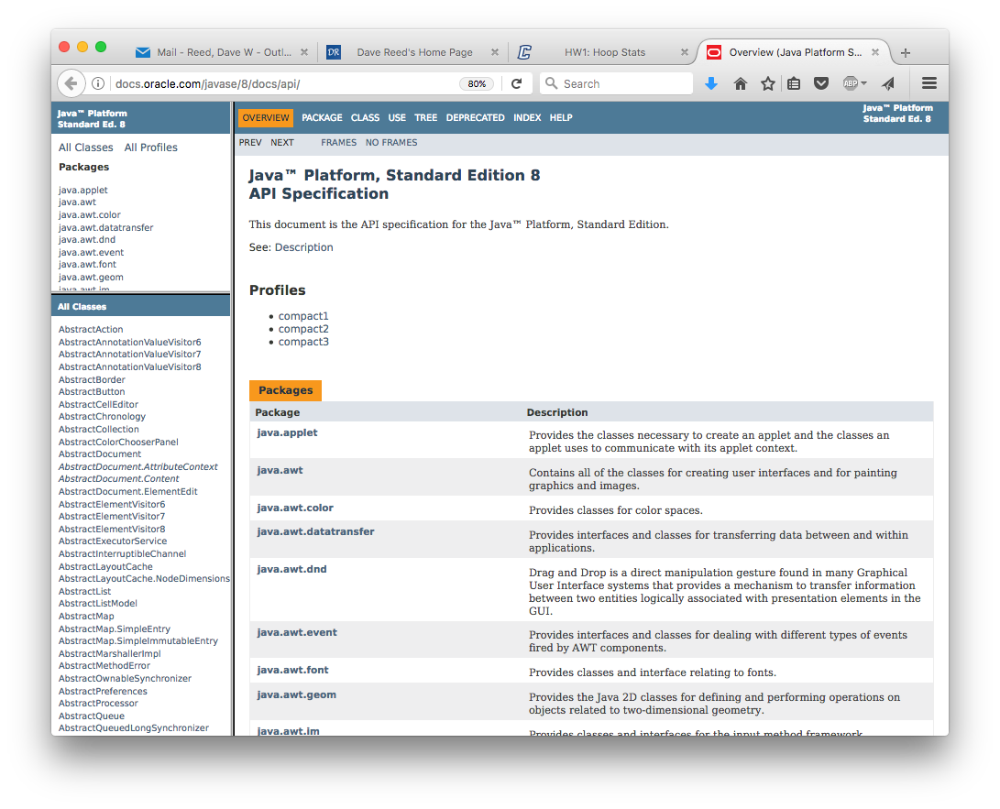 Mail - Reed, Dave W - Outl...
DR
Dave Reed's Home Page
C
HW1: Hoop Stats
Overview (Java Platform S...
docs.oracle.com/javase/8/docs/api/
80%
Search
ABP
Java™ Platform
Standard Ed. 8
All Classes All Profiles
Packages
java.applet
java.awt
java.awt.color
java.awt.datatransfer
java.awt.dnd
java.awt.event
java.awt.font
java.awt.geom
java.awt.im
All Classes
AbstractAction
AbstractAnnotationValueVisitor6
AbstractAnnotationValueVisitor7
AbstractAnnotationValueVisitor8
AbstractBorder
AbstractButton
AbstractCellEditor
AbstractChronology
AbstractCollection
AbstractColorChooserPanel
AbstractDocument
AbstractDocument.AttributeContext
AbstractDocument.Content
AbstractDocument.ElementEdit
AbstractElementVisitor6
AbstractElementVisitor7
AbstractElementVisitor8
AbstractExecutorService
AbstractInterruptibleChannel
AbstractLayoutCache
AbstractLayoutCache.NodeDimensions
AbstractList
AbstractListModel
AbstractMap
AbstractMap.SimpleEntry
AbstractMap.SimpleImmutableEntry
AbstractMarshallerImpl
AbstractMethodError
AbstractOwnableSynchronizer
AbstractPreferences
AbstractProcessor
AbstractQueue
AbstractQueuedLongSynchronizer
OVERVIEW PACKAGE CLASS USE TREE DEPRECATED INDEX HELP
Java™ Platform
Standard Ed. 8
PREV NEXT FRAMES NO FRAMES
Java™ Platform, Standard Edition 8
API Specification
This document is the API specification for the Java™ Platform, Standard Edition.
See: Description
Profiles
• compact1
• compact2
• compact3
Packages
Package Description
java.applet
Provides the classes necessary to create an applet and the classes an
applet uses to communicate with its applet context.
java.awt
Contains all of the classes for creating user interfaces and for painting
graphics and images.
java.awt.color
Provides classes for color spaces.
java.awt.datatransfer
Provides interfaces and classes for transferring data between and within
applications.
java.awt.dnd
Drag and Drop is a direct manipulation gesture found in many Graphical
User Interface systems that provides a mechanism to transfer information
between two entities logically associated with presentation elements in the
GUI.
java.awt.event
Provides interfaces and classes for dealing with different types of events
fired by AWT components.
java.awt.font
Provides classes and interface relating to fonts.
java.awt.geom
Provides the Java 2D classes for defining and performing operations on
objects related to two-dimensional geometry.
java.awt.im
Provides classes and interfaces for the input method framework.